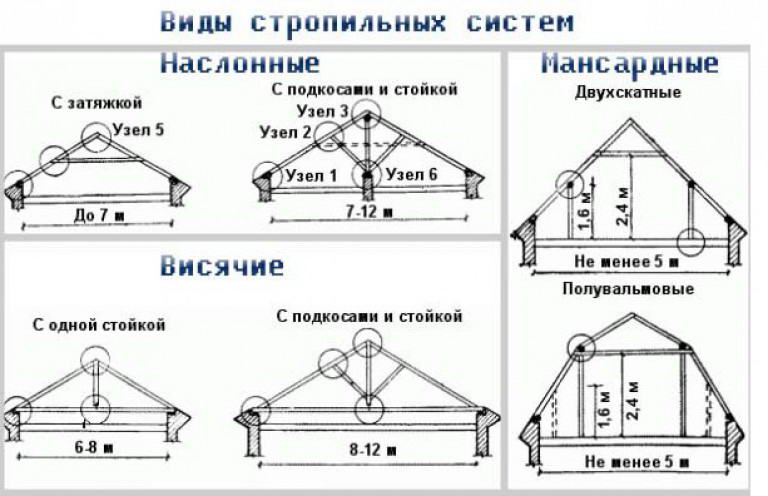 Виды стропильных систем
Наслонные
С затяжкой
Узел 5
До 7 м
С подкосами и стойкой
Узел 3
Узел 2
Узел 1
Узел 6
7-12 м
Висячие
С одной стойкой
6-8 м
С подкосами и стойкой
8-12 м
Мансардные
Двухскатные
1,6 м
2,4 м
Не менее 5 м
Полувальмовые
1,6 м
2,4 м
Не менее 5 м